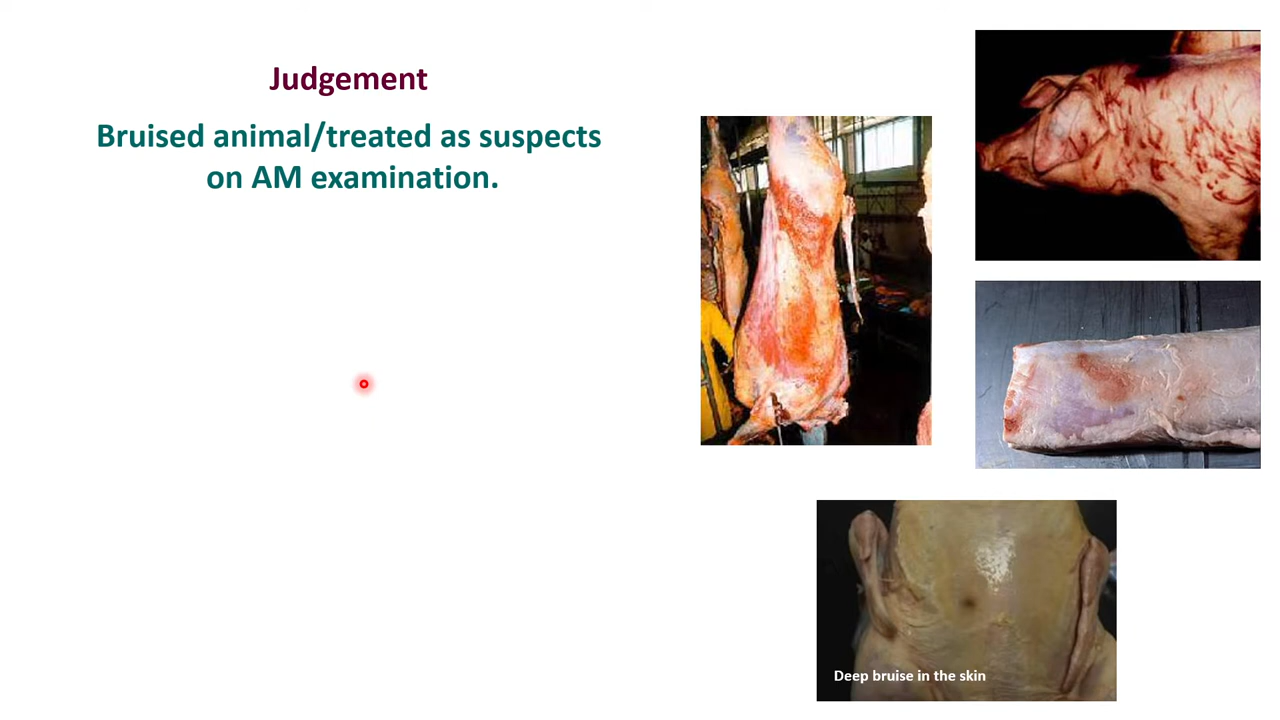 Judgement
Bruised animal/treated as suspects
on AM examination.
Deep bruise in the skin